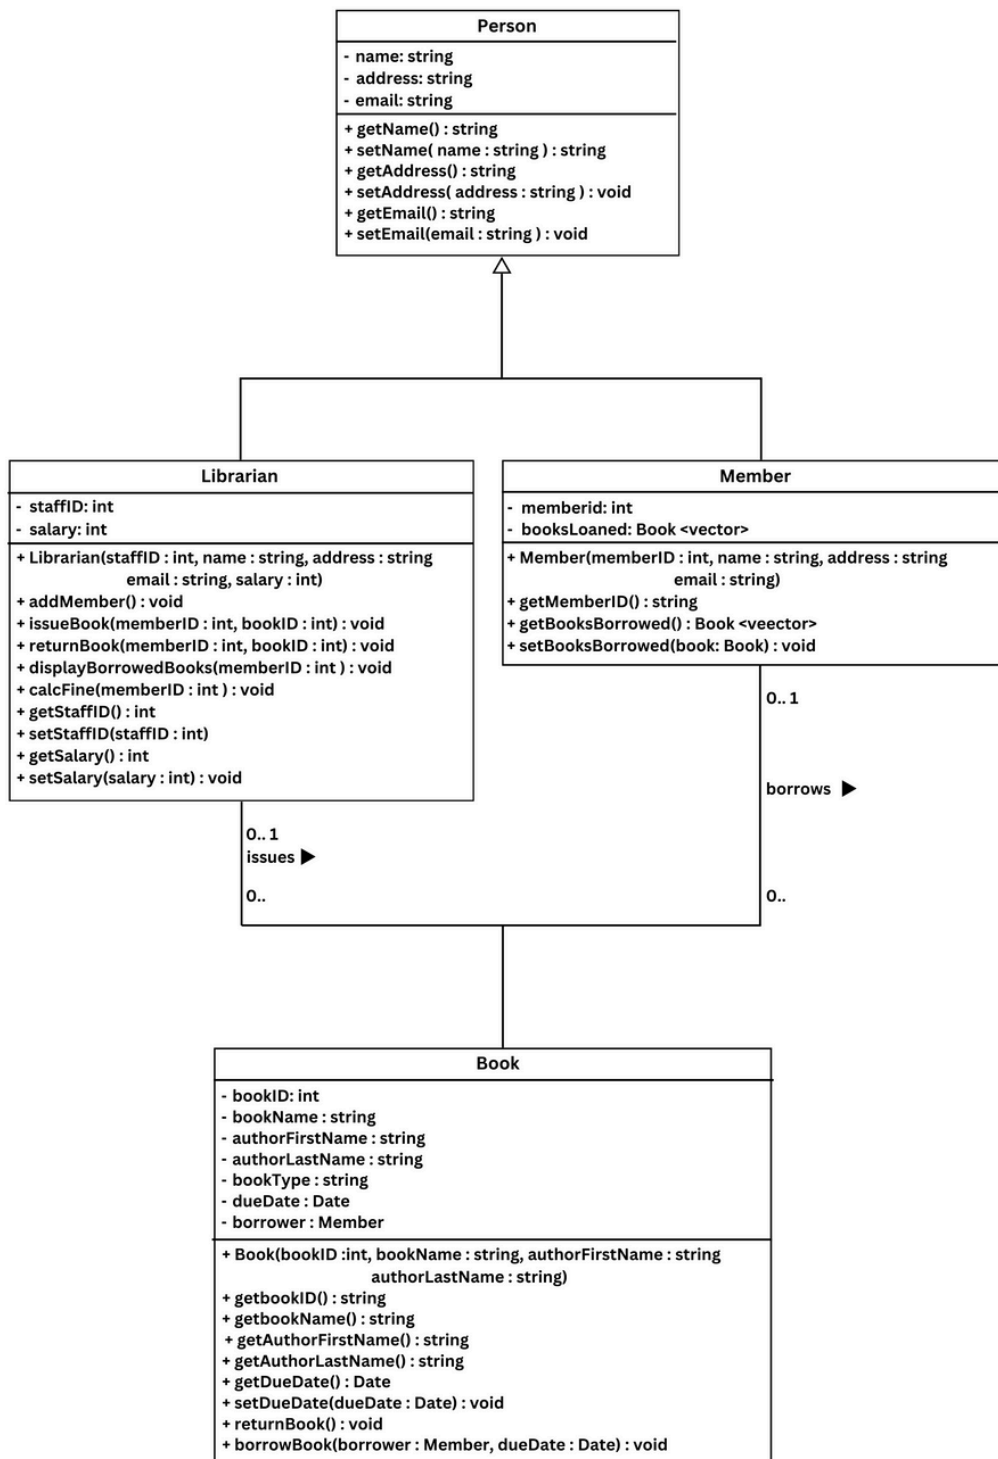 Person
- name: string
- address: string
- email: string
+ getName() : string
+ setName( name : string ) : string
+ getAddress() : string
+ setAddress( address : string ) : void
+ getEmail() : string
+ setEmail(email : string ) : void
Librarian
- staffID: int
- salary: int
+ Librarian(staffID : int, name : string, address : string
email : string, salary : int)
+ addMember() : void
+ issueBook(memberID : int, bookID : int) : void
+ returnBook(memberID : int, bookID : int) : void
+ displayBorrowedBooks(memberID : int ) : void
+ calcFine(memberID : int ) : void
+ getStaffID() : int
+ setStaffID(staffID : int)
+ getSalary() : int
+ setSalary(salary : int) : void
Member
- memberid: int
- booksLoaned: Book <vector>
+ Member(memberID : int, name : string, address : string
email : string)
+ getMemberID() : string
+ getBooksBorrowed() : Book <veector>
+ setBooksBorrowed(book: Book) : void
0.. 1
issues ▶
0..
0.. 1
borrows ▶
0..
Book
- bookID: int
- bookName : string
- authorFirstName : string
- authorLastName : string
- bookType : string
- dueDate : Date
- borrower : Member
+ Book(bookID :int, bookName : string, authorFirstName : string
authorLastName : string)
+ getbookID() : string
+ getbookName() : string
+ getAuthorFirstName() : string
+ getAuthorLastName() : string
+ getDueDate() : Date
+ setDueDate(dueDate : Date) : void
+ returnBook() : void
+ borrowBook(borrower : Member, dueDate : Date) : void